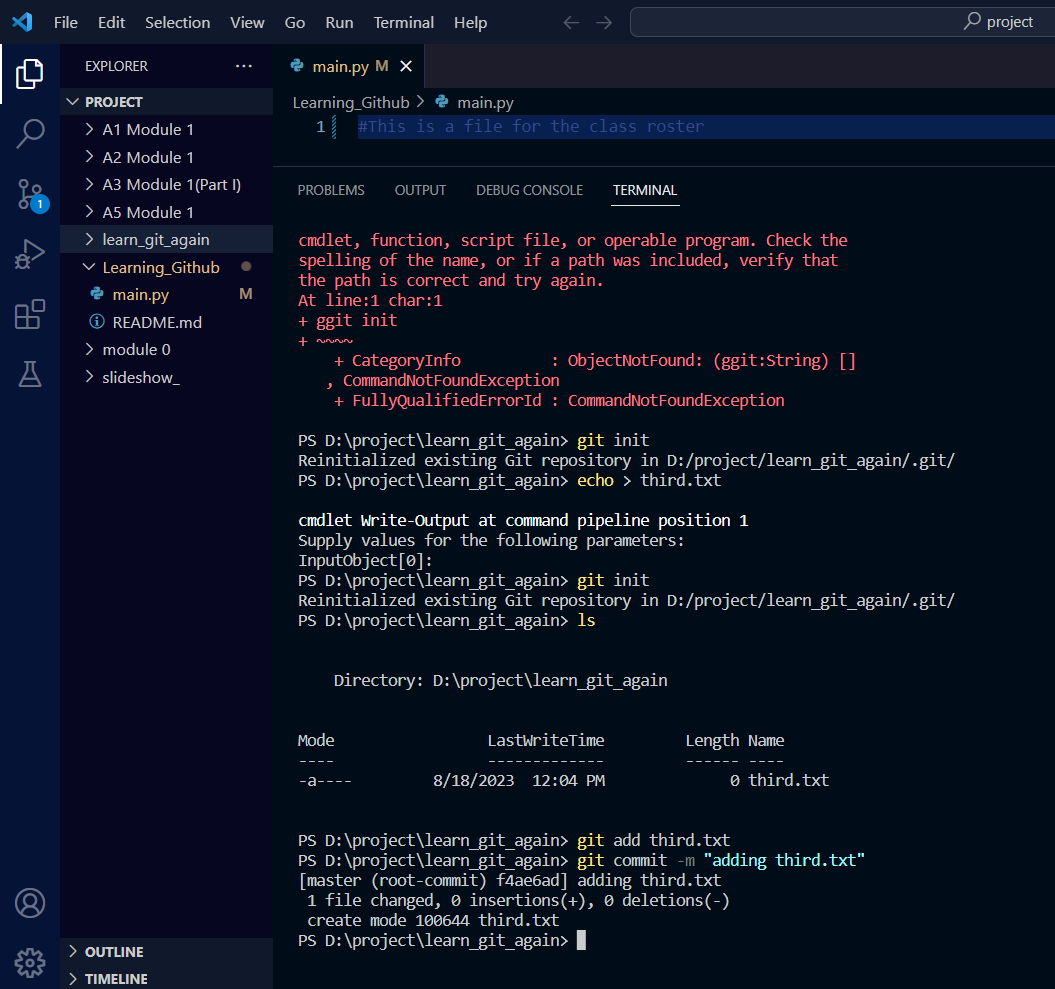 File Edit Selection View Go Run Terminal Help project
EXPLORER
PROJECT
A1 Module 1
A2 Module 1
A3 Module 1(Part I)
A5 Module 1
learn_git_again
Learning_Github
main.py M
README.md
module 0
slideshow_
OUTLINE
TIMELINE
1
main.py M
Learning_Github > main.py
1 #This is a file for the class roster
PROBLEMS OUTPUT DEBUG CONSOLE TERMINAL
cmdlet, function, script file, or operable program. Check the
spelling of the name, or if a path was included, verify that
the path is correct and try again.
At line:1 char:1
+ ggit init
+ ~~~~
+ CategoryInfo : ObjectNotFound: (ggit:String) []
, CommandNotFoundException
+ FullyQualifiedErrorId : CommandNotFoundException
PS D:\project\learn_git_again> git init
Reinitialized existing Git repository in D:/project/learn_git_again/.git/
PS D:\project\learn_git_again> echo > third.txt
cmdlet Write-Output at command pipeline position 1
Supply values for the following parameters:
InputObject[0]:
PS D:\project\learn_git_again> git init
Reinitialized existing Git repository in D:/project/learn_git_again/.git/
PS D:\project\learn_git_again> ls
Directory: D:\project\learn_git_again
Mode LastWriteTime Length Name
---- ------------- ------ ----
-a---- 8/18/2023 12:04 PM 0 third.txt
PS D:\project\learn_git_again> git add third.txt
PS D:\project\learn_git_again> git commit -m "adding third.txt"
[master (root-commit) f4ae6ad] adding third.txt
1 file changed, 0 insertions(+), 0 deletions(-)
create mode 100644 third.txt
PS D:\project\learn_git_again>